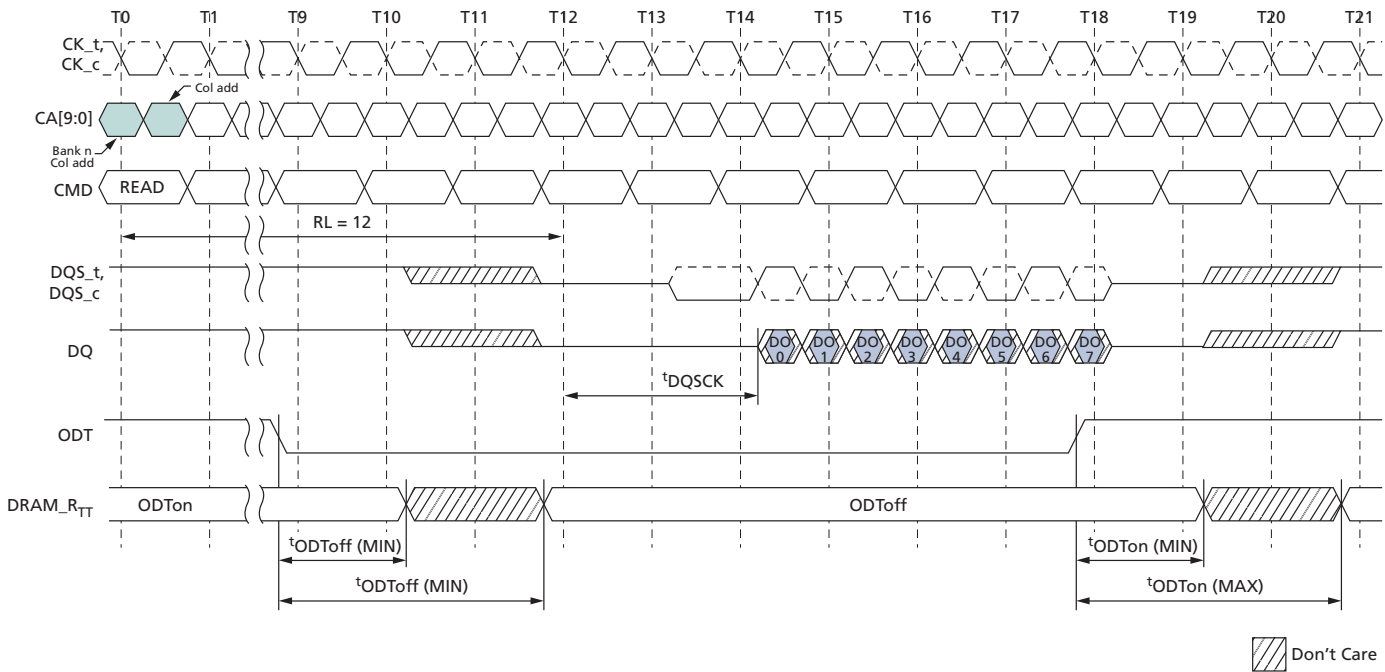 T0 T1 T9 T10 T11 T12 T13 T14 T15 T16 T17 T18 T19 T20 T21
CK_t,
CK_c
Col add
CA[9:0]
Bank n
Col add
CMD READ
RL = 12
DQS_t,
DQS_c
DQ DO 0 DO 1 DO 2 DO 3 DO 4 DO 5 DO 6 DO 7
tDQSCK
ODT
DRAM_RTT ODTon ODToff
tODToff (MIN) tODTon (MIN)
tODToff (MIN) tODTon (MAX)
Don't Care